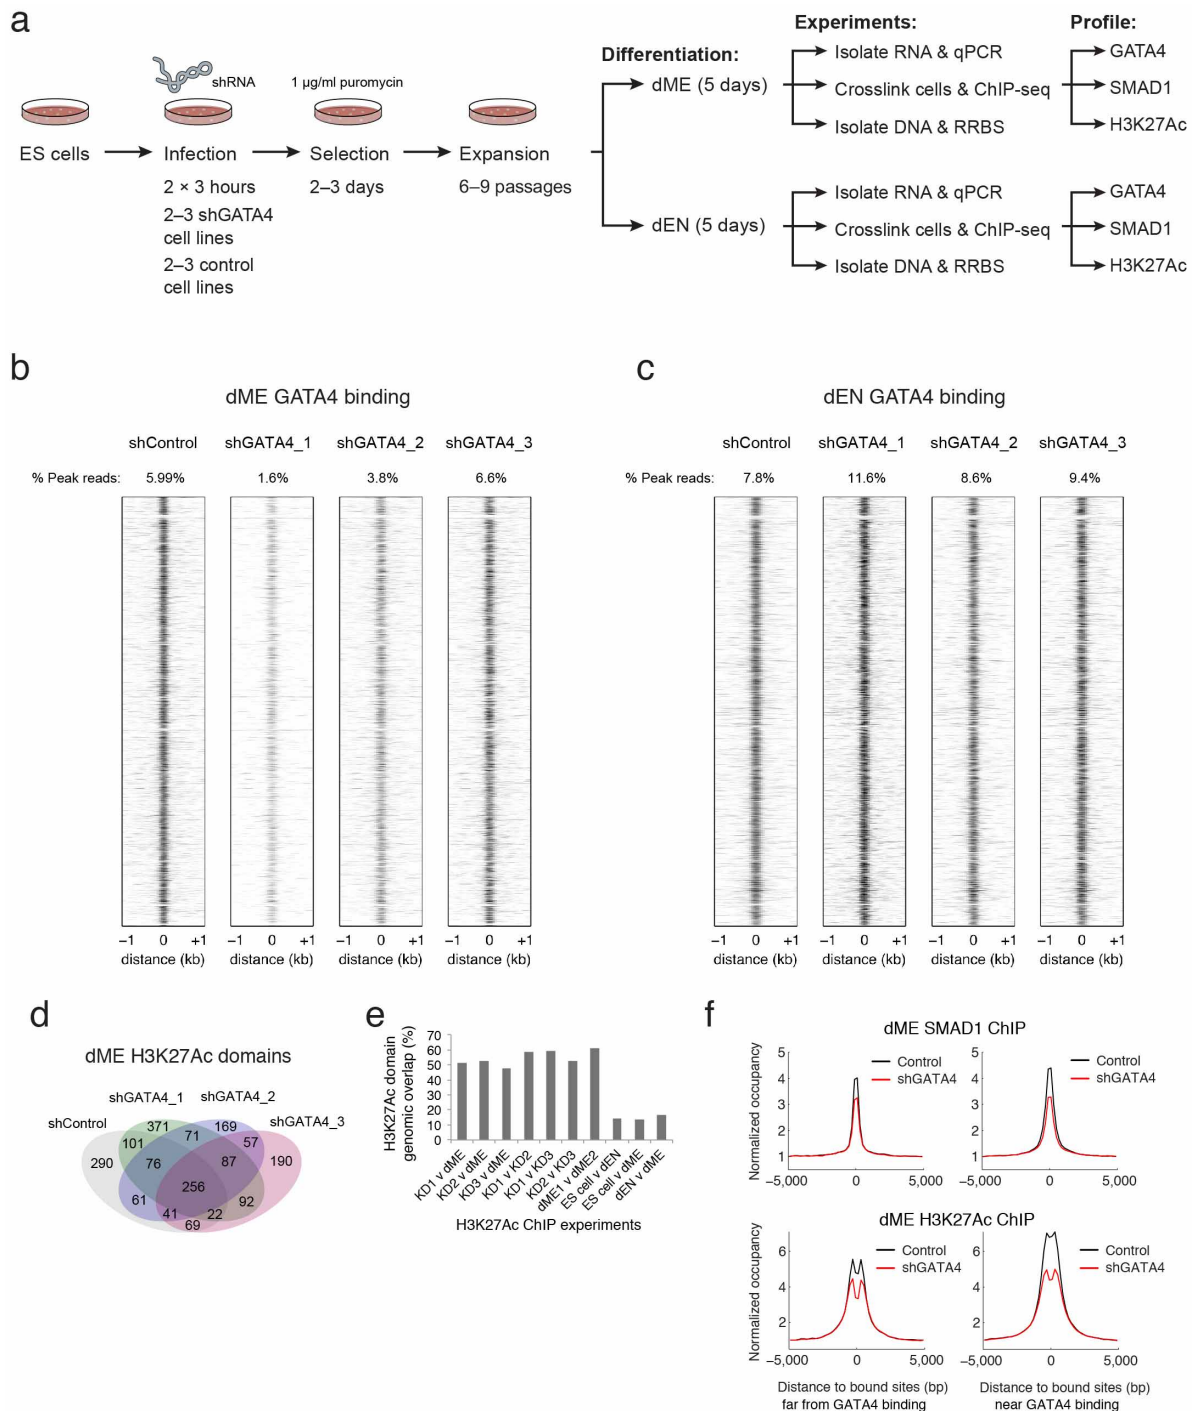 a
Experiments:
Profile:
Differentiation:
shRNA
1 µg/ml puromycin
ES cells
Infection
Selection
Expansion
2 × 3 hours
2–3 days
6–9 passages
2–3 shGATA4
cell lines
2–3 control
cell lines
dME (5 days)
Isolate RNA & qPCR
Crosslink cells & ChIP-seq
Isolate DNA & RRBS
GATA4
SMAD1
H3K27Ac
dEN (5 days)
Isolate RNA & qPCR
Crosslink cells & ChIP-seq
Isolate DNA & RRBS
GATA4
SMAD1
H3K27Ac
b
dME GATA4 binding
shControl shGATA4_1 shGATA4_2 shGATA4_3
% Peak reads: 5.99% 1.6% 3.8% 6.6%
−1 0 +1 −1 0 +1 −1 0 +1 −1 0 +1
distance (kb) distance (kb) distance (kb) distance (kb)
c
dEN GATA4 binding
shControl shGATA4_1 shGATA4_2 shGATA4_3
% Peak reads: 7.8% 11.6% 8.6% 9.4%
−1 0 +1 −1 0 +1 −1 0 +1 −1 0 +1
distance (kb) distance (kb) distance (kb) distance (kb)
d
dME H3K27Ac domains
shGATA4_1 shGATA4_2
shControl shGATA4_3
371 169
101 71 57
290 76 87 190
256
61 92
41 22
69
e
H3K27Ac domain
genomic overlap (%)
70
60
50
40
30
20
10
0
KD1 v dME
KD2 v dME
KD3 v dME
KD1 v KD2
KD1 v KD3
KD2 v KD3
dME1 v dME2
ES cell v dEN
ES cell v dME
dEN v dME
H3K27Ac ChIP experiments
f
dME SMAD1 ChIP
Normalized occupancy
5
4
3
2
1
Control
shGATA4
−5,000 0 5,000
5
4
3
2
1
Control
shGATA4
−5,000 0 5,000
dME H3K27Ac ChIP
Normalized occupancy
6
4
2
Control
shGATA4
−5,000 0 5,000
Distance to bound sites (bp)
far from GATA4 binding
6
4
2
Control
shGATA4
−5,000 0 5,000
Distance to bound sites (bp)
near GATA4 binding